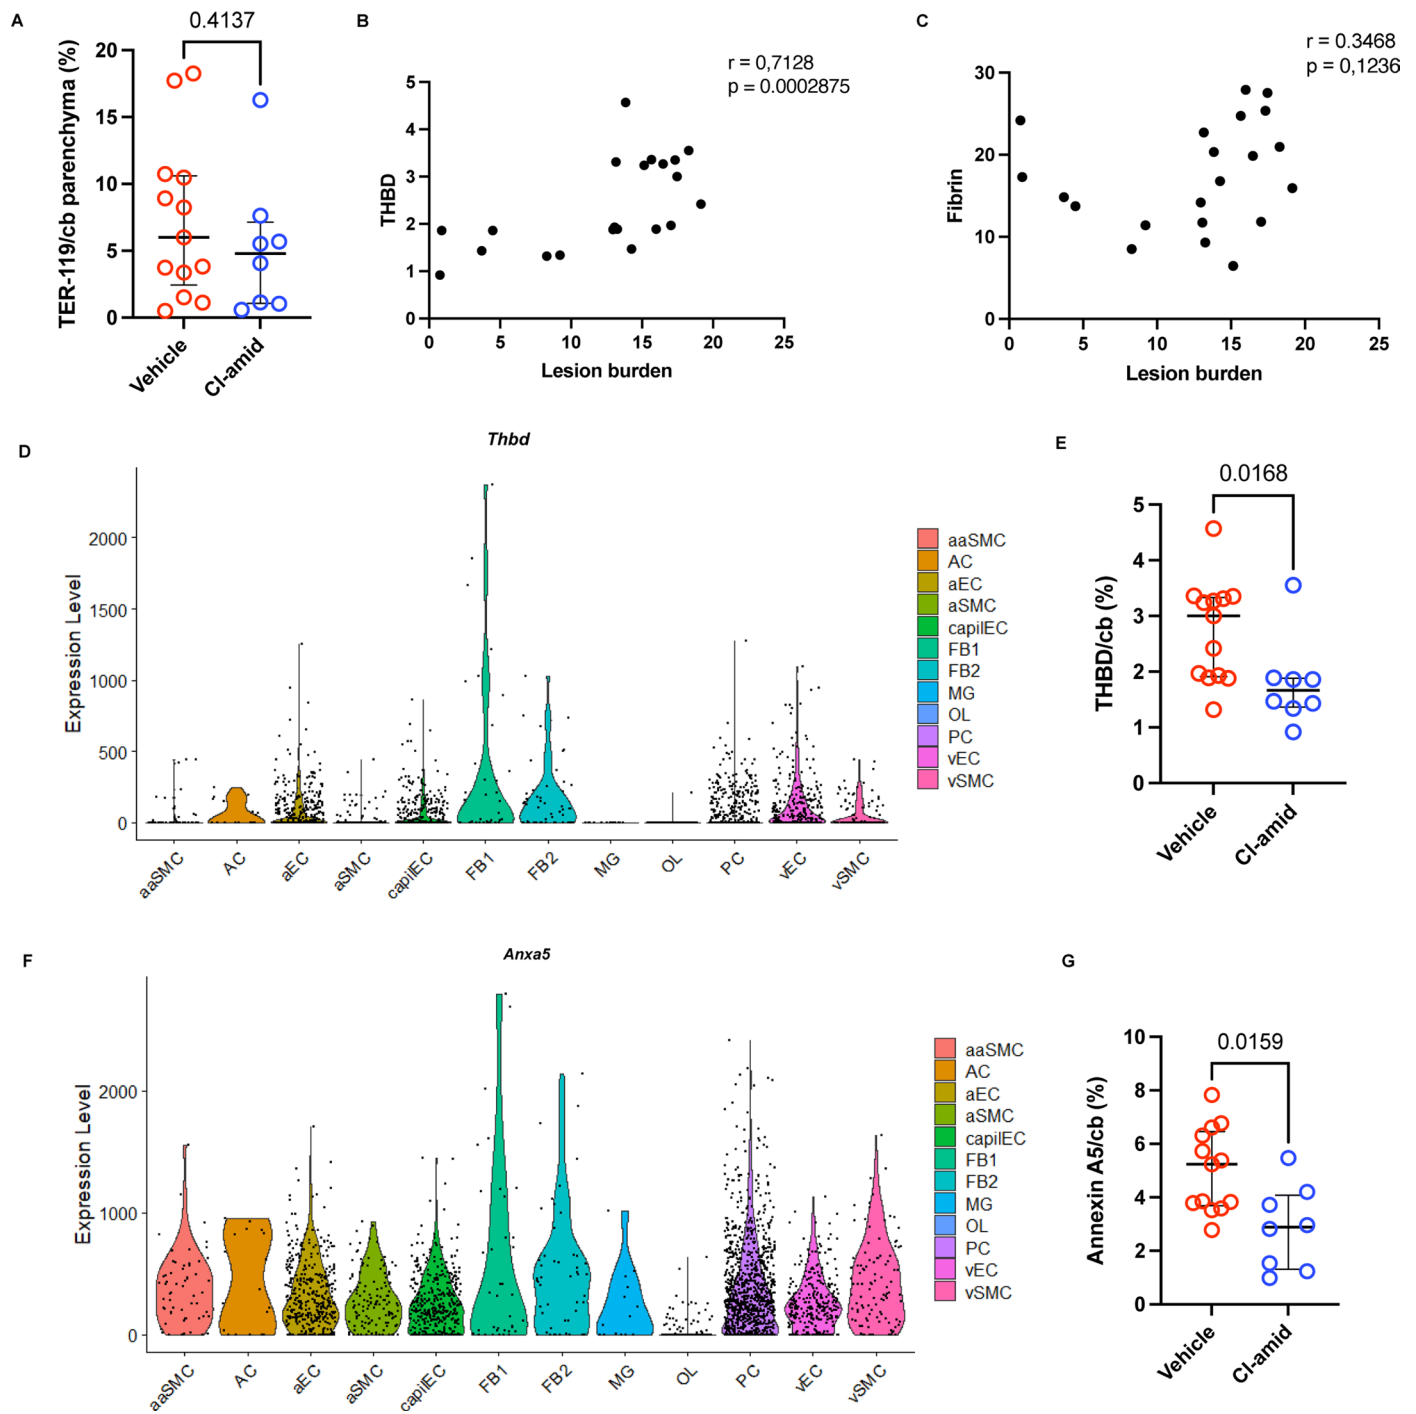 A
0.4137
TER-119/cb parenchyma (%)
20
15
10
5
0
Vehicle
Cl-amid
B
r = 0,7128
p = 0.0002875
THBD
5
4
3
2
1
0
0 5 10 15 20 25
Lesion burden
C
r = 0.3468
p = 0,1236
Fibrin
30
20
10
0
0 5 10 15 20 25
Lesion burden
D
Thbd
Expression Level
2000
1500
1000
500
0
aaSMC AC aEC aSMC capilEC FB1 FB2 MG OL PC vEC vSMC
aaSMC
AC
aEC
aSMC
capilEC
FB1
FB2
MG
OL
PC
vEC
vSMC
E
0.0168
THBD/cb (%)
5
4
3
2
1
0
Vehicle
Cl-amid
F
Anxa5
Expression Level
2000
1000
0
aaSMC AC aEC aSMC capilEC FB1 FB2 MG OL PC vEC vSMC
aaSMC
AC
aEC
aSMC
capilEC
FB1
FB2
MG
OL
PC
vEC
vSMC
G
0.0159
Annexin A5/cb (%)
10
8
6
4
2
0
Vehicle
Cl-amid